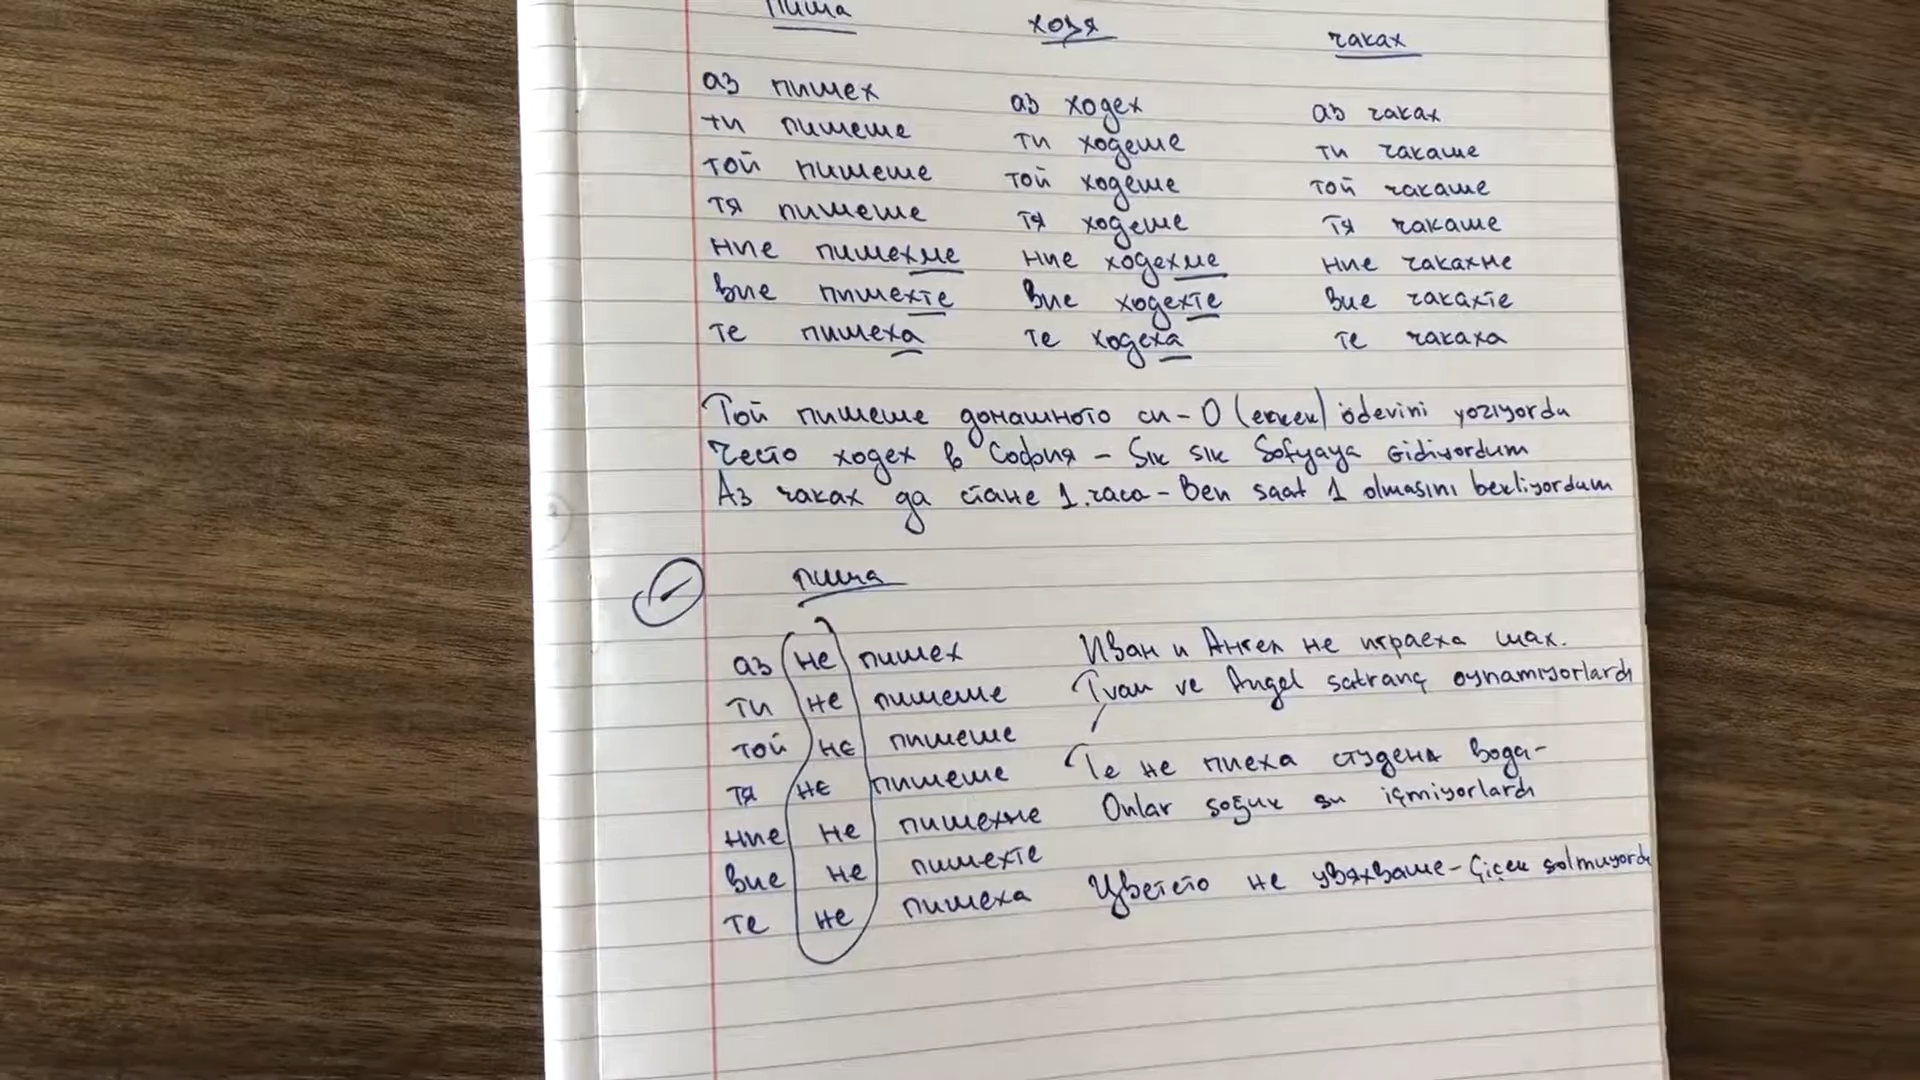 пиша ходя чаках
аз пишех аз ходех аз чаках
ти пишеше ти ходеше ти чакаше
той пишеше той ходеше той чакаше
тя пишеше тя ходеше тя чакаше
ние пишехме ние ходехме ние чакахме
вие пишехте вие ходехте вие чакахте
те пишеха те ходеха те чакаха
Той пишеше домашното си - O (erkek) ödevini yazıyordu
Често ходех в София - Sık sık Sofyaya Gidiyordum
Аз чаках да стане 1. часа - Ben saat 1 olmasını bekliyordum
пиша
аз не пишех Иван и Ангел не играеха шах.
ти не пишеше Ivan ve Angel satranç oynamıyorlardı
той не пишеше
тя не пишеше Те не пиеха студена вода -
ние не пишехме Onlar soğuk su içmiyorlardı
вие не пишехте
те не пишеха Цветето не увяхваше - Çiçek solmuyordu